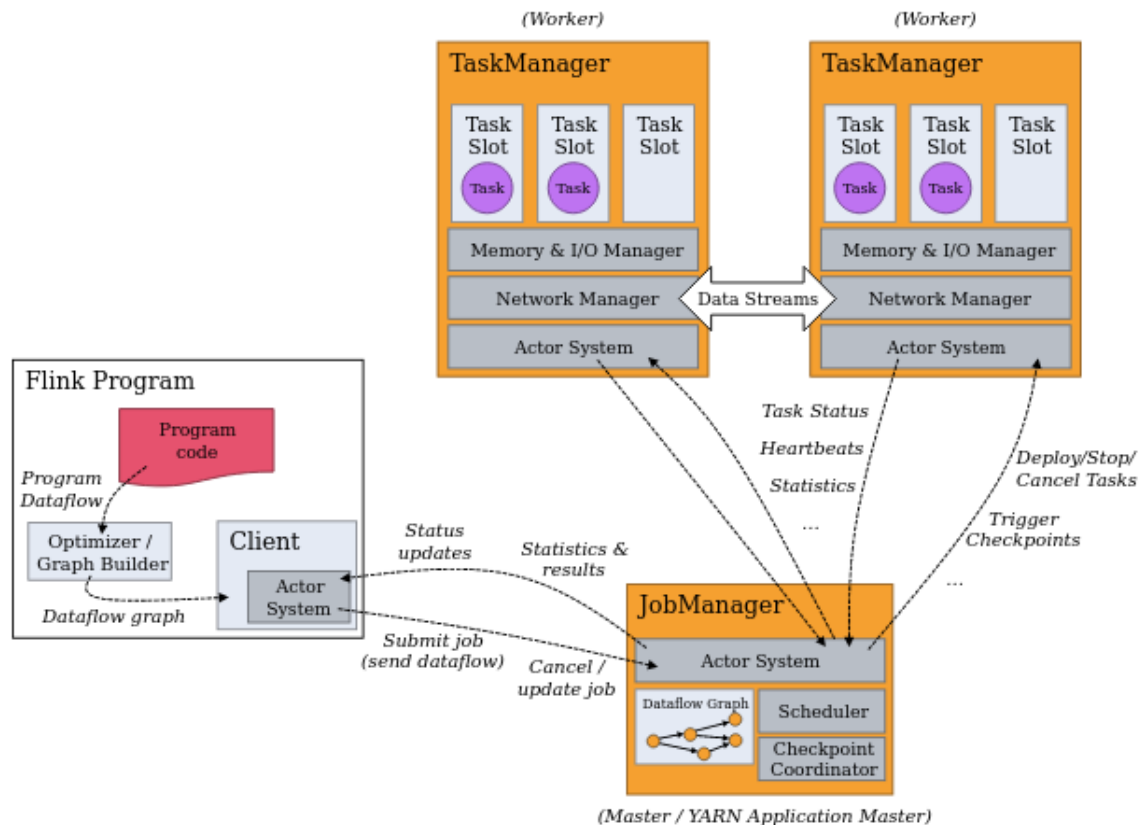 (Worker)
(Worker)
TaskManager
TaskManager
Task
Slot
Task
Slot
Task
Slot
Task
Slot
Task
Slot
Task
Slot
Task
Task
Task
Task
Memory & I/O Manager
Memory & I/O Manager
Network Manager
Data Streams
Network Manager
Actor System
Actor System
Flink Program
Program
code
Program
Dataflow
Optimizer /
Graph Builder
Dataflow graph
Client
Actor
System
Status
updates
Statistics &
results
Submit job
(send dataflow)
Cancel /
update job
Task Status
Heartbeats
Statistics
...
Deploy/Stop/
Cancel Tasks
Trigger
Checkpoints
...
JobManager
Actor System
Dataflow Graph
Scheduler
Checkpoint
Coordinator
(Master / YARN Application Master)